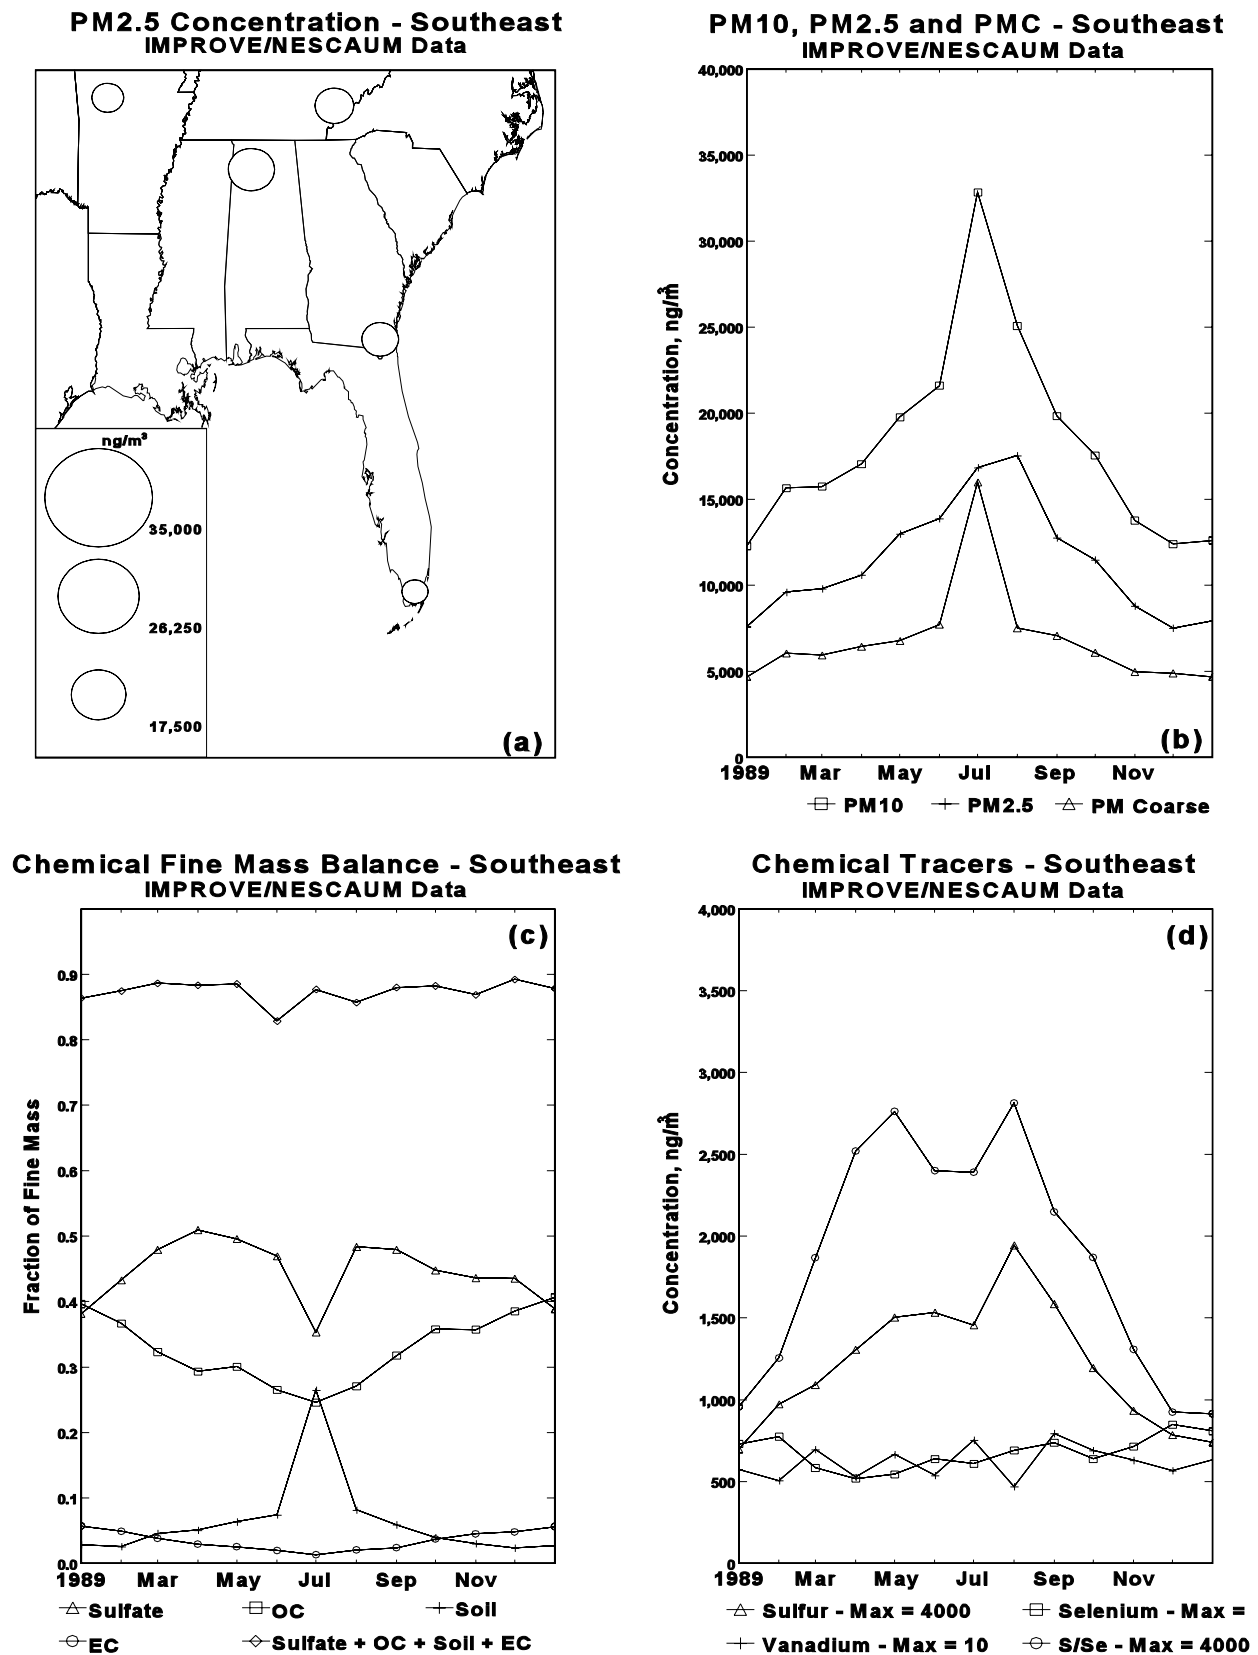 PM2.5 Concentration - Southeast
IMPROVE/NESCAUM Data
ng/m³
35,000
26,250
17,500
(a)
PM10, PM2.5 and PMC - Southeast
IMPROVE/NESCAUM Data
40,000
35,000
30,000
25,000
20,000
15,000
10,000
5,000
0
Concentration, ng/m³
(b)
1989 Mar May Jul Sep Nov
PM10 PM2.5 PM Coarse
Chemical Fine Mass Balance - Southeast
IMPROVE/NESCAUM Data
(c)
0.9
0.8
0.7
0.6
0.5
0.4
0.3
0.2
0.1
0.0
Fraction of Fine Mass
1989 Mar May Jul Sep Nov
Sulfate OC Soil
EC Sulfate + OC + Soil + EC
Chemical Tracers - Southeast
IMPROVE/NESCAUM Data
(d)
4,000
3,500
3,000
2,500
2,000
1,500
1,000
500
0
Concentration, ng/m³
1989 Mar May Jul Sep Nov
Sulfur - Max = 4000 Selenium - Max =
Vanadium - Max = 10 S/Se - Max = 4000